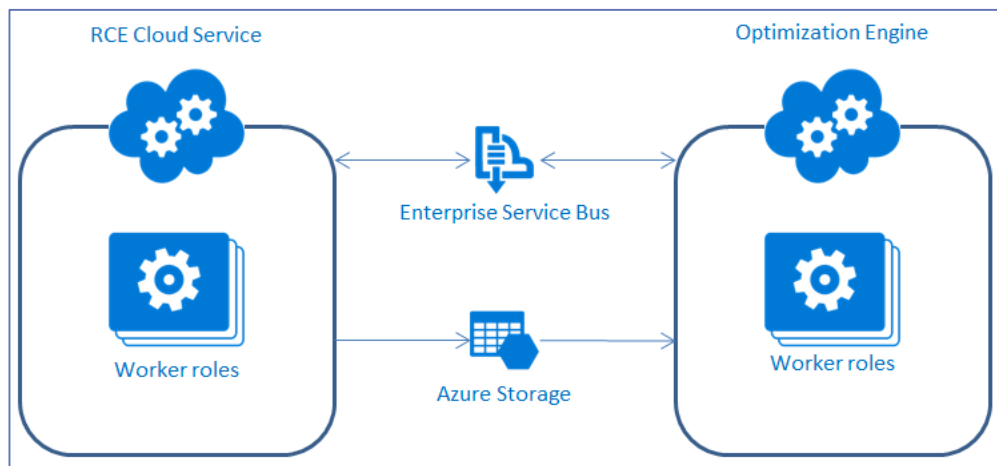 RCE Cloud Service
Optimization Engine
Enterprise Service Bus
Worker roles
Worker roles
Azure Storage